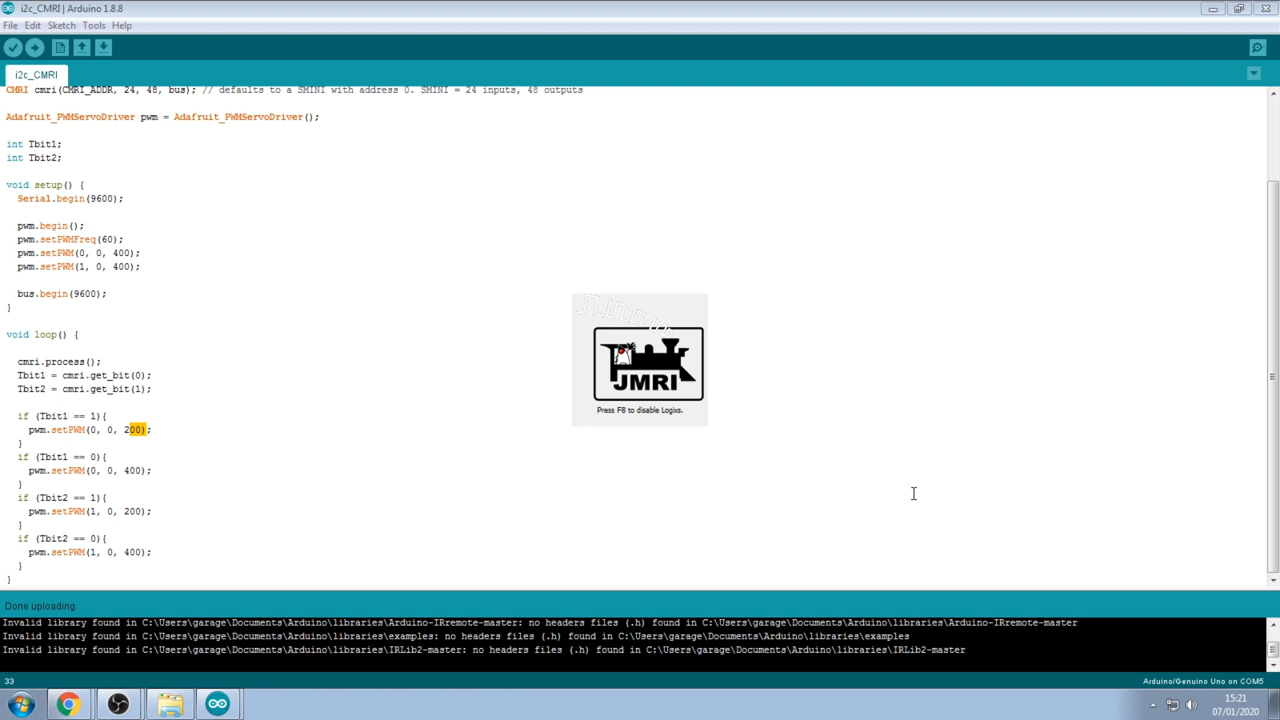 i2c_CMRI | Arduino 1.8.8
File Edit Sketch Tools Help
i2c_CMRI
CMRI cmri(CMRI_ADDR, 24, 48, bus); // defaults to a SMINI with address 0. SMINI = 24 inputs, 48 outputs
Adafruit_PWMServoDriver pwm = Adafruit_PWMServoDriver();
int Tbit1;
int Tbit2;
void setup() {
Serial.begin(9600);
pwm.begin();
pwm.setPWMFreq(60);
pwm.setPWM(0, 0, 400);
pwm.setPWM(1, 0, 400);
bus.begin(9600);
}
void loop() {
cmri.process();
Tbit1 = cmri.get_bit(0);
Tbit2 = cmri.get_bit(1);
if (Tbit1 == 1){
pwm.setPWM(0, 0, 200);
}
if (Tbit1 == 0){
pwm.setPWM(0, 0, 400);
}
if (Tbit2 == 1){
pwm.setPWM(1, 0, 200);
}
if (Tbit2 == 0){
pwm.setPWM(1, 0, 400);
}
}
JMRI
Press F8 to disable Logixs.
Done uploading.
Invalid library found in C:\Users\garage\Documents\Arduino\libraries\Arduino-IRremote-master: no headers files (.h) found in C:\Users\garage\Documents\Arduino\libraries\Arduino-IRremote-master
Invalid library found in C:\Users\garage\Documents\Arduino\libraries\examples: no headers files (.h) found in C:\Users\garage\Documents\Arduino\libraries\examples
Invalid library found in C:\Users\garage\Documents\Arduino\libraries\IRLib2-master: no headers files (.h) found in C:\Users\garage\Documents\Arduino\libraries\IRLib2-master
33
Arduino/Genuino Uno on COM5
15:21
07/01/2020